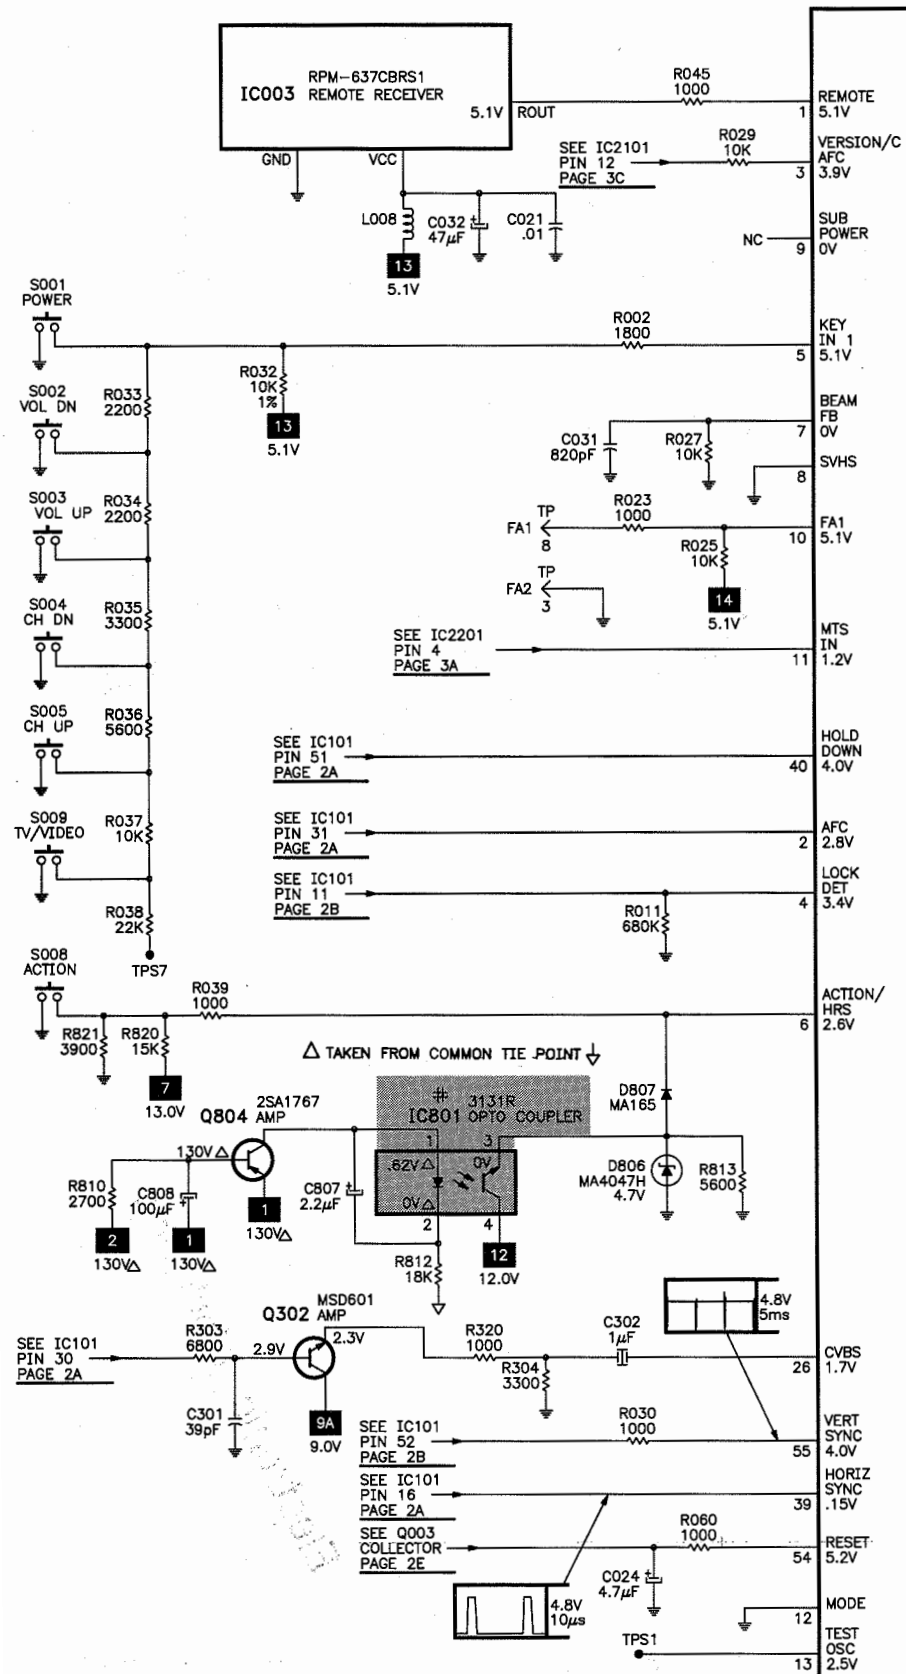 RPM-637CBRS1
IC003 REMOTE RECEIVER
5.1V ROUT
GND VCC
R045
1000
1
REMOTE
5.1V
SEE IC2101
PIN 12
PAGE 3C
R029
10K
3
VERSION/C
AFC
3.9V
L008
C032
47µF
C021
.01
13
5.1V
NC
9
SUB
POWER
0V
S001
POWER
R002
1800
5
KEY
IN 1
5.1V
R032
10K
1%
13
5.1V
R033
2200
S002
VOL DN
C031
820pF
R027
10K
7
BEAM
FB
0V
8
SVHS
S003
VOL UP
R034
2200
FA1
TP
8
R023
1000
10
FA1
5.1V
R025
10K
14
5.1V
FA2
TP
3
S004
CH DN
R035
3300
SEE IC2201
PIN 4
PAGE 3A
11
MTS
IN
1.2V
S005
CH UP
R036
5600
SEE IC101
PIN 51
PAGE 2A
40
HOLD
DOWN
4.0V
S009
TV/VIDEO
R037
10K
SEE IC101
PIN 31
PAGE 2A
2
AFC
2.8V
SEE IC101
PIN 11
PAGE 2B
4
LOCK
DET
3.4V
R011
680K
R038
22K
TPS7
S008
ACTION
R039
1000
6
ACTION/
HRS
2.6V
R821
3900
R820
15K
7
13.0V
△ TAKEN FROM COMMON TIE POINT
D807
MA165
Q804
2SA1767
AMP
130V△
#
IC801
3131R
OPTO COUPLER
1
3
.62V△
0V
0V△
2
4
D806
MA4047H
4.7V
R813
5600
R810
2700
C808
100µF
C807
2.2µF
2
130V△
1
130V△
1
130V△
R812
18K
12
12.0V
Q302
MSD601
AMP
SEE IC101
PIN 30
PAGE 2A
R303
6800
2.9V
2.3V
C301
39pF
9A
9.0V
R320
1000
R304
3300
C302
1µF
4.8V
5ms
26
CVBS
1.7V
SEE IC101
PIN 52
PAGE 2B
R030
1000
55
VERT
SYNC
4.0V
SEE IC101
PIN 16
PAGE 2A
39
HORIZ
SYNC
.15V
SEE Q003
COLLECTOR
PAGE 2E
R060
1000
54
RESET
5.2V
C024
4.7µF
4.8V
10µs
12
MODE
TPS1
13
TEST
OSC
2.5V